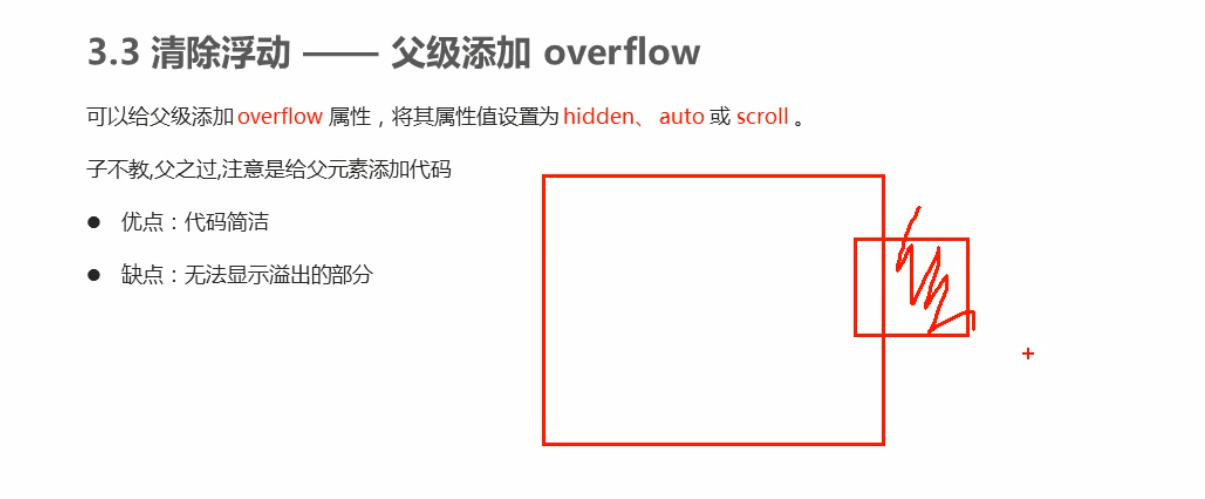 3.3 清除浮动 —— 父级添加 overflow
可以给父级添加 overflow 属性，将其属性值设置为 hidden、 auto 或 scroll 。
子不教,父之过,注意是给父元素添加代码
● 优点：代码简洁
● 缺点：无法显示溢出的部分